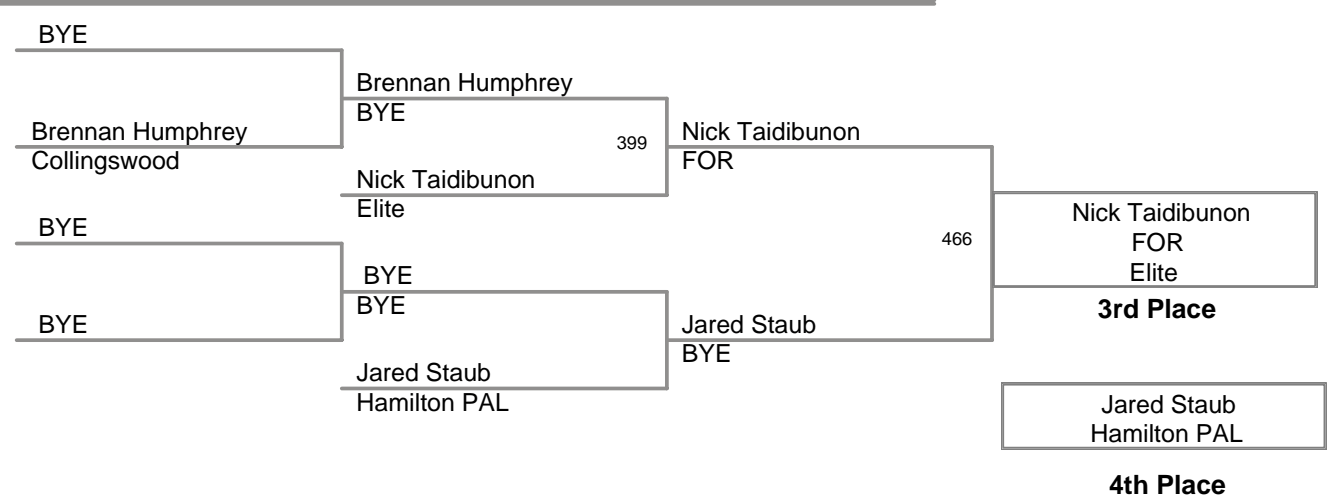 BYE
Brennan Humphrey
Collingswood
BYE
BYE
Brennan Humphrey
BYE
399
Nick Taidibunon
Elite
BYE
BYE
Jared Staub
Hamilton PAL
Nick Taidibunon
FOR
466
Jared Staub
BYE
Nick Taidibunon
FOR
Elite
3rd Place
Jared Staub
Hamilton PAL
4th Place